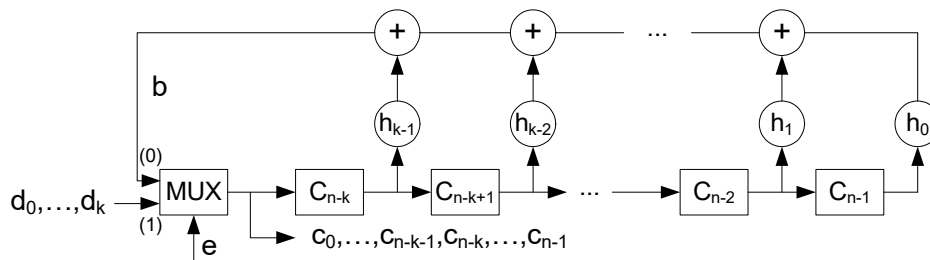 + + ... +
b
h_{k-1} h_{k-2} h_1 h_0
(0)
MUX C_{n-k} C_{n-k+1} ... C_{n-2} C_{n-1}
d_0,...,d_k
(1)
e c_0,...,c_{n-k-1},c_{n-k},...,c_{n-1}